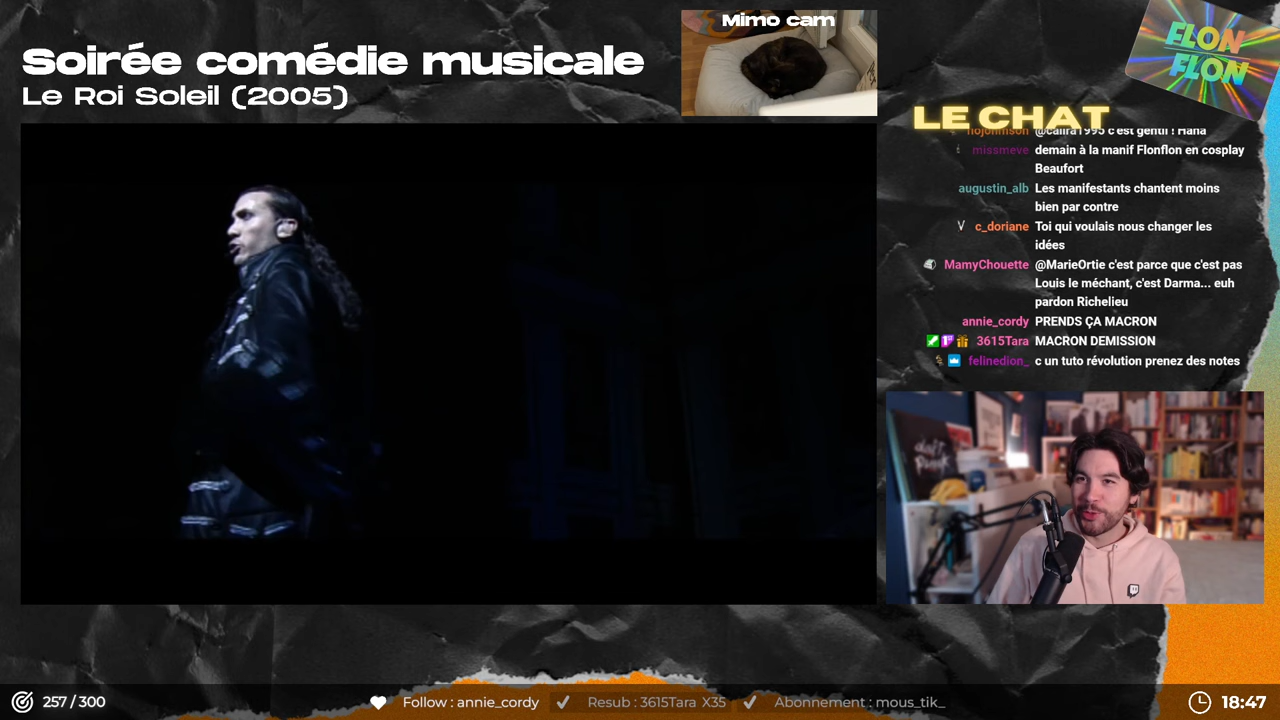 Soirée comédie musicale
Le Roi Soleil (2005)
Mimo cam
FLON
FLON
LE CHAT
nojohnson @calira1995 c'est gentil ! Haha
missmeve demain à la manif Flonflon en cosplay
Beaufort
augustin_alb Les manifestants chantent moins
bien par contre
c_doriane Toi qui voulais nous changer les
idées
MamyChouette @MarieOrtie c'est parce que c'est pas
Louis le méchant, c'est Darma... euh
pardon Richelieu
annie_cordy PRENDS ÇA MACRON
3615Tara MACRON DEMISSION
felinedion_ c un tuto révolution prenez des notes
daft
punk
257 / 300
Follow : annie_cordy
Resub : 3615Tara X35
Abonnement : mous_tik_
18:47